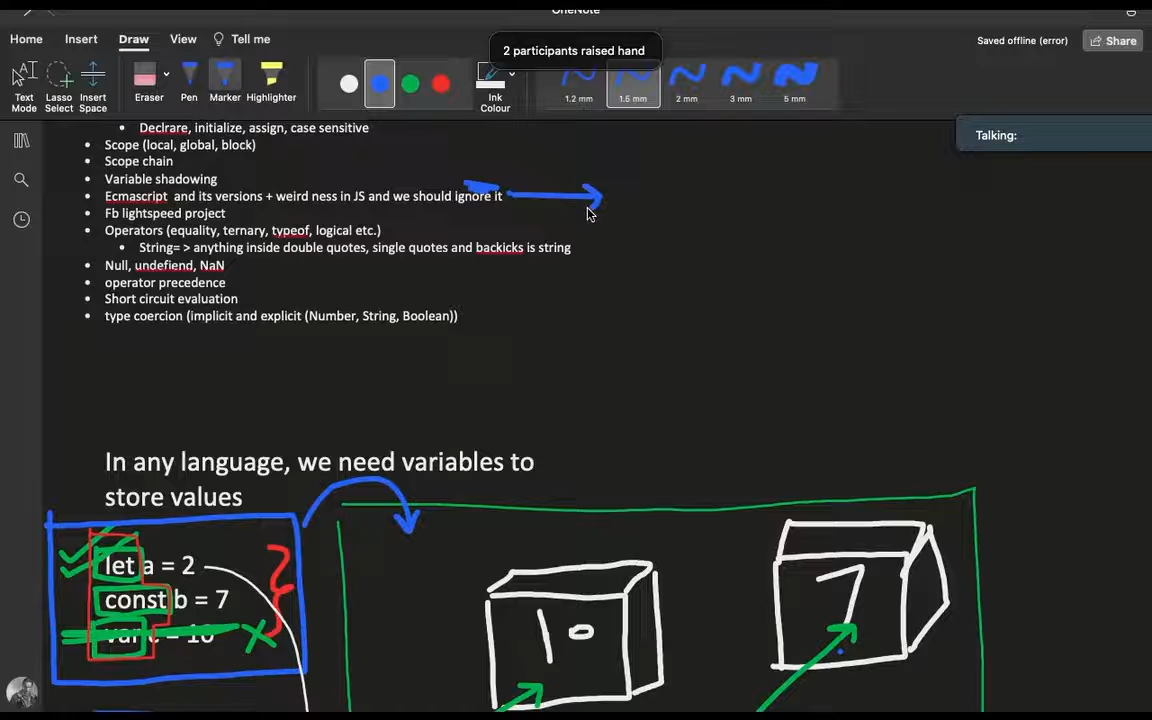 OneNote
Home Insert Draw View Tell me
2 participants raised hand
Saved offline (error)
Share
Text Mode
Lasso Select
Insert Space
Eraser
Pen
Marker
Highlighter
Ink Colour
1.2 mm
1.5 mm
2 mm
3 mm
5 mm
Talking:
• Declrare, initialize, assign, case sensitive
• Scope (local, global, block)
• Scope chain
• Variable shadowing
• Ecmascript and its versions + weird ness in JS and we should ignore it
• Fb lightspeed project
• Operators (equality, ternary, typeof, logical etc.)
• String= > anything inside double quotes, single quotes and backicks is string
• Null, undefiend, NaN
• operator precedence
• Short circuit evaluation
• type coercion (implicit and explicit (Number, String, Boolean))
In any language, we need variables to
store values
let a = 2
const b = 7
var c = 10
10
7